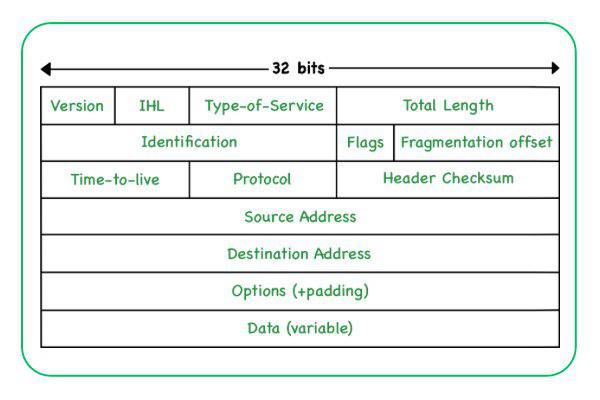 32 bits
Version IHL Type-of-Service Total Length
Identification Flags Fragmentation offset
Time-to-live Protocol Header Checksum
Source Address
Destination Address
Options (+padding)
Data (variable)